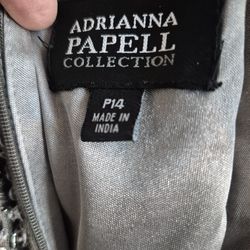 ADRIANNA
PAPELL
COLLECTION
P14
MADE IN
INDIA